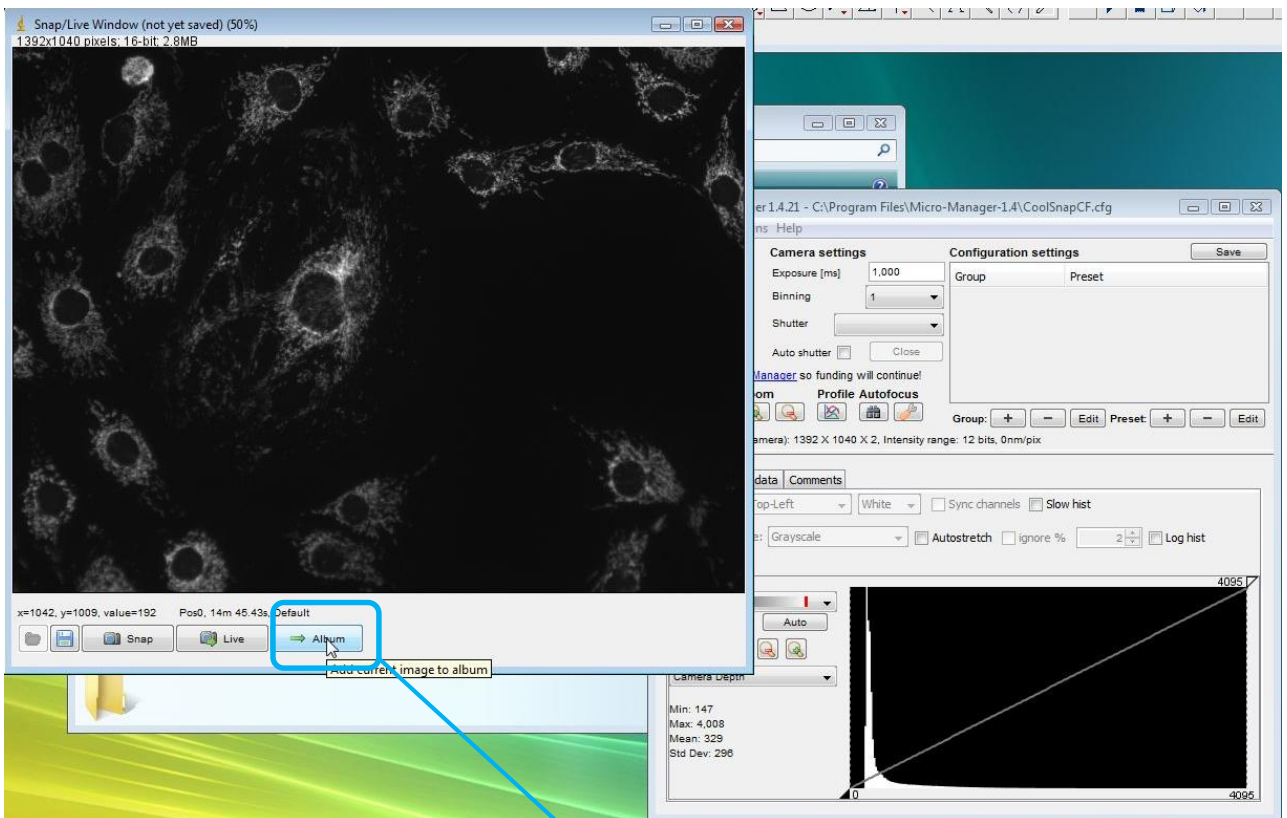 Snap/Live Window (not yet saved) (50%)
1392x1040 pixels; 16-bit; 2.8MB
x=1042, y=1009, value=192 Pos0, 14m 45.43s, Default
Snap Live Album
Add current image to album
er 1.4.21 - C:\Program Files\Micro-Manager-1.4\CoolSnapCF.cfg
ns Help
Camera settings Configuration settings Save
Exposure [ms] 1,000 Group Preset
Binning 1
Shutter
Auto shutter Close
Manager so funding will continue!
om Profile Autofocus
Group: + − Edit Preset: + − Edit
amera): 1392 X 1040 X 2, Intensity range: 12 bits, 0nm/pix
data Comments
Top-Left White Sync channels Slow hist
e: Grayscale Autostretch ignore % 2 Log hist
4095
Auto
Camera Depth
Min: 147
Max: 4,008
Mean: 329
Std Dev: 296
0 4095